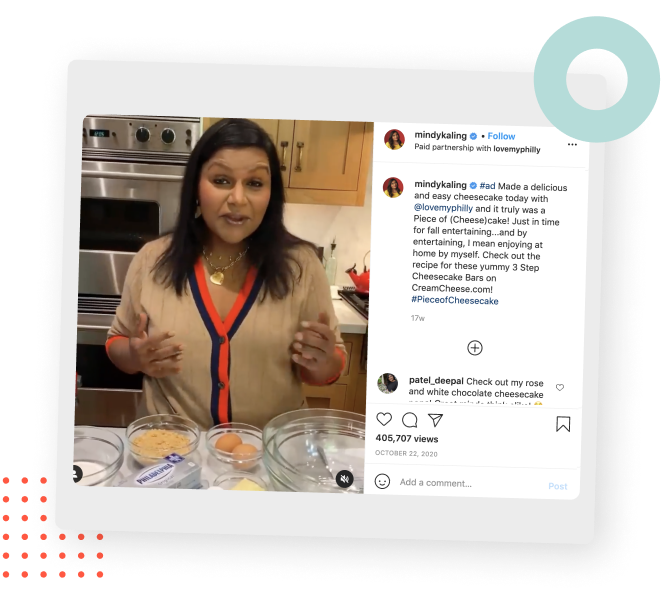 mindykaling • Follow
Paid partnership with lovemyphilly
mindykaling #ad Made a delicious
and easy cheesecake today with
@lovemyphilly and it truly was a
Piece of (Cheese)cake! Just in time
for fall entertaining...and by
entertaining, I mean enjoying at
home by myself. Check out the
recipe for these yummy 3 Step
Cheesecake Bars on
CreamCheese.com!
#PieceofCheesecake
17w
patel_deepal Check out my rose
and white chocolate cheesecake
405,707 views
OCTOBER 22, 2020
Add a comment... Post
PHILADELPHIA